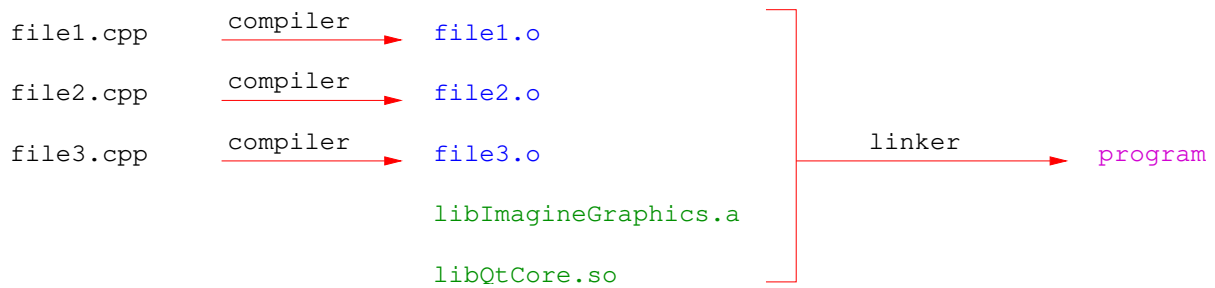 file1.cpp compiler file1.o
file2.cpp compiler file2.o
file3.cpp compiler file3.o linker program
libImagineGraphics.a
libQtCore.so